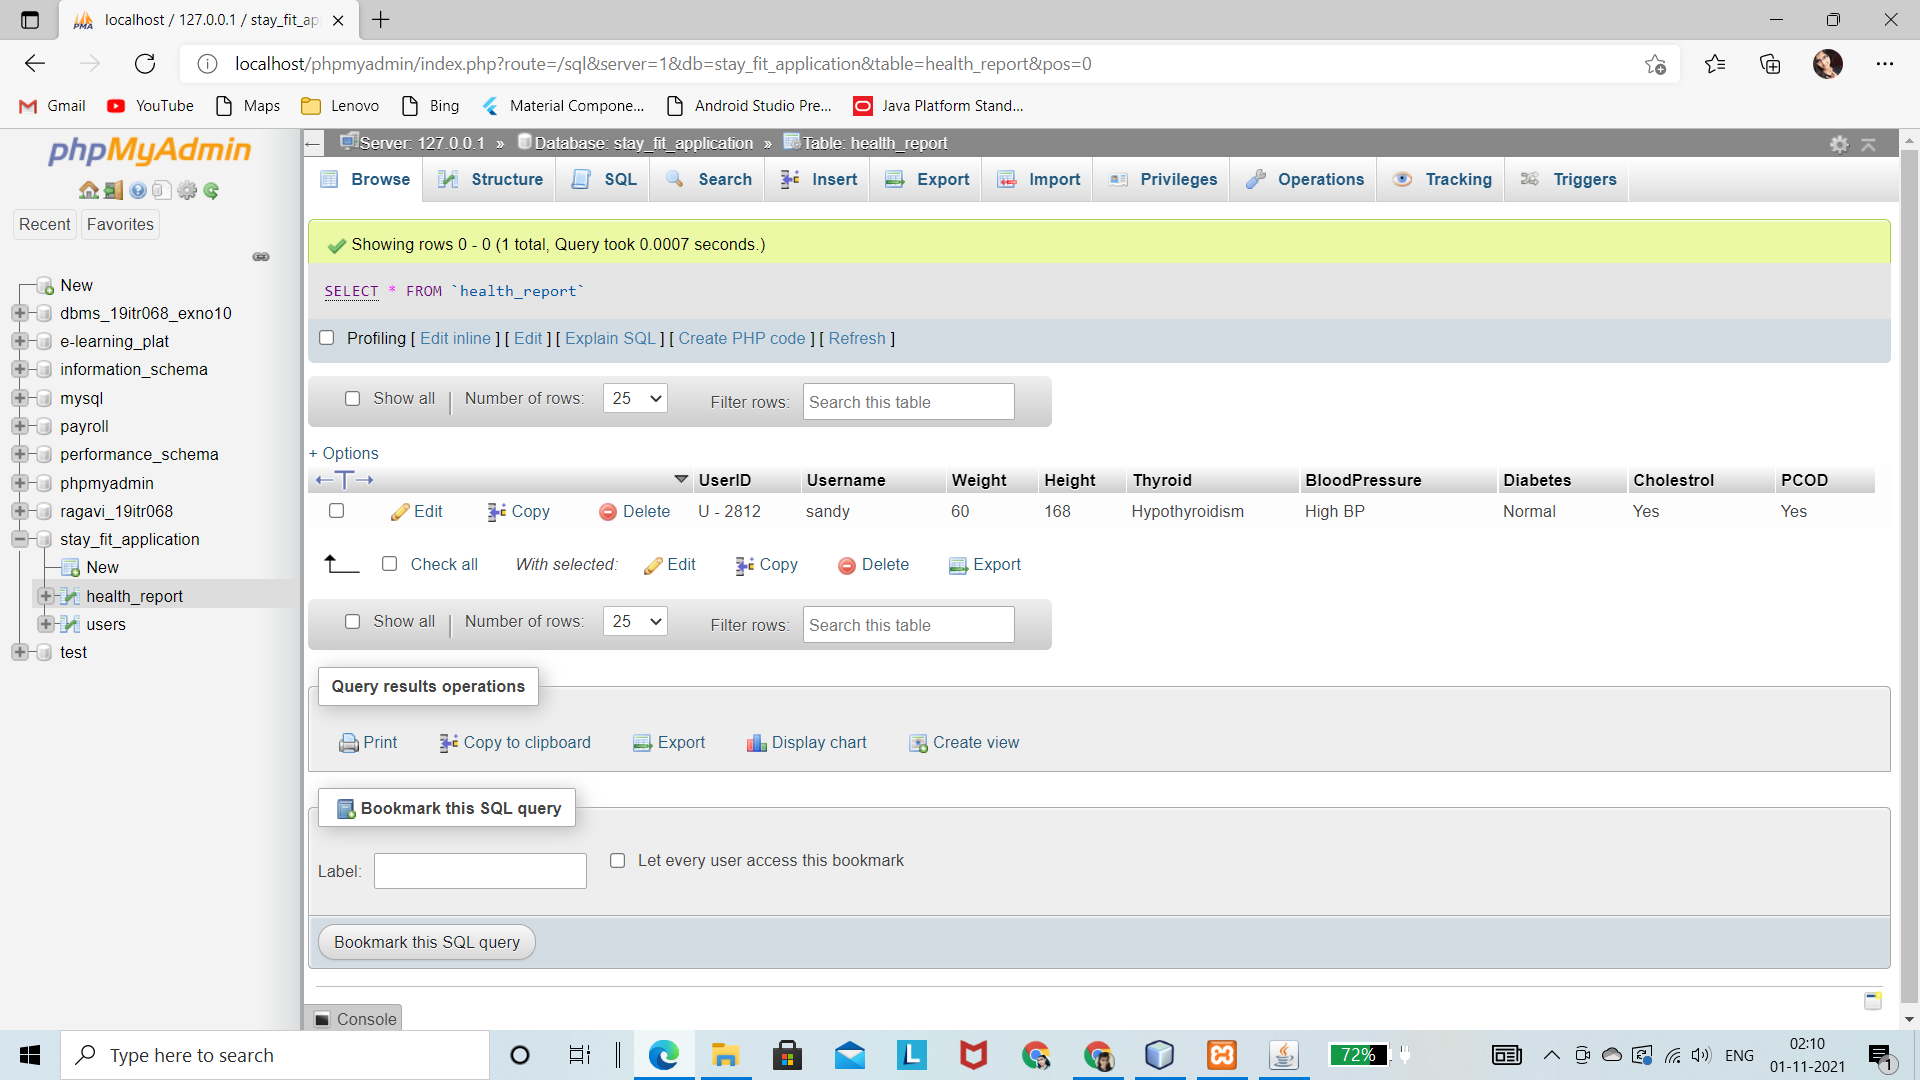 localhost / 127.0.0.1 / stay_fit_ap
localhost/phpmyadmin/index.php?route=/sql&server=1&db=stay_fit_application&table=health_report&pos=0
Gmail YouTube Maps Lenovo Bing Material Compone... Android Studio Pre... Java Platform Stand...
phpMyAdmin
Recent Favorites
New
dbms_19itr068_exno10
e-learning_plat
information_schema
mysql
payroll
performance_schema
phpmyadmin
ragavi_19itr068
stay_fit_application
New
health_report
users
test
Server: 127.0.0.1 » Database: stay_fit_application » Table: health_report
Browse Structure SQL Search Insert Export Import Privileges Operations Tracking Triggers
Showing rows 0 - 0 (1 total, Query took 0.0007 seconds.)
SELECT * FROM `health_report`
Profiling [ Edit inline ] [ Edit ] [ Explain SQL ] [ Create PHP code ] [ Refresh ]
Show all | Number of rows: 25 Filter rows: Search this table
+ Options
←T→ UserID Username Weight Height Thyroid BloodPressure Diabetes Cholestrol PCOD
Edit Copy Delete U - 2812 sandy 60 168 Hypothyroidism High BP Normal Yes Yes
Check all With selected: Edit Copy Delete Export
Show all | Number of rows: 25 Filter rows: Search this table
Query results operations
Print Copy to clipboard Export Display chart Create view
Bookmark this SQL query
Label: Let every user access this bookmark
Bookmark this SQL query
Console
Type here to search
72%
ENG
02:10
01-11-2021
1